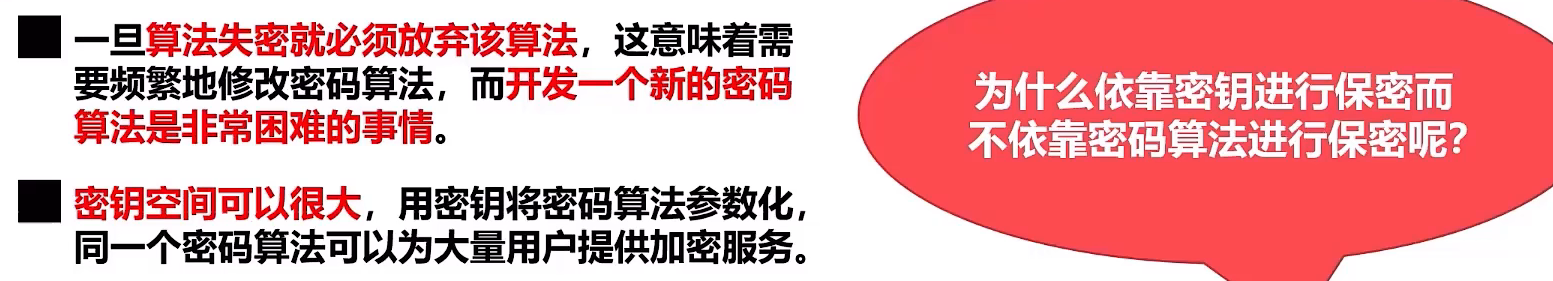 一旦算法失密就必须放弃该算法，这意味着需
要频繁地修改密码算法，而开发一个新的密码
算法是非常困难的事情。
密钥空间可以很大，用密钥将密码算法参数化，
同一个密码算法可以为大量用户提供加密服务。
为什么依靠密钥进行保密而
不依靠密码算法进行保密呢？